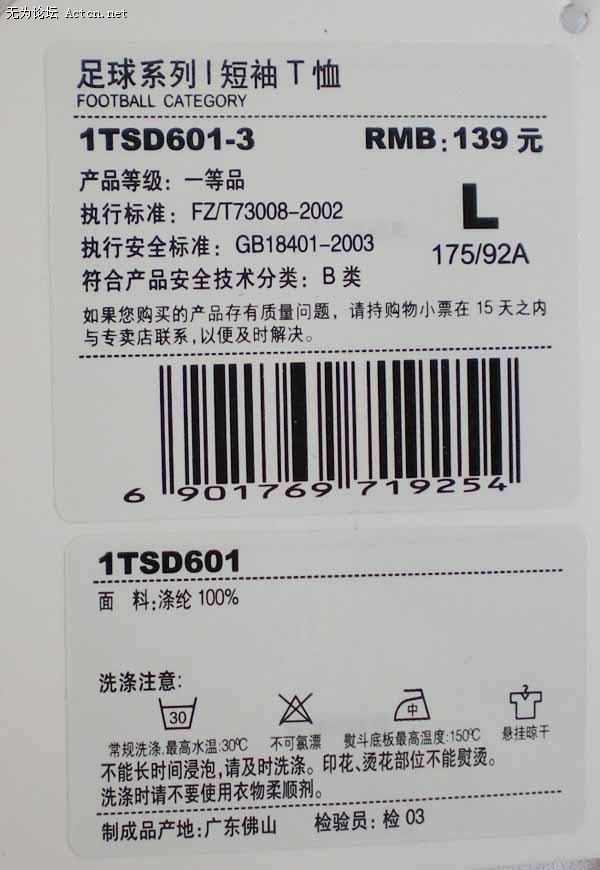 无为论坛 Actcn.net
足球系列 | 短袖 T 恤
FOOTBALL CATEGORY
1TSD601-3 RMB:139 元
产品等级: 一等品
执行标准: FZ/T73008-2002
L
执行安全标准: GB18401-2003
175/92A
符合产品安全技术分类: B 类
如果您购买的产品存有质量问题, 请持购物小票在 15 天之内
与专卖店联系,以便及时解决。
6 901769 719254
1TSD601
面 料:涤纶 100%
洗涤注意:
30
中
常规洗涤,最高水温:30℃ 不可氯漂 熨斗底板最高温度:150℃ 悬挂晾干
不能长时间浸泡,请及时洗涤。印花、烫花部位不能熨烫。
洗涤时请不要使用衣物柔顺剂。
制成品产地:广东佛山 检验员: 检 03